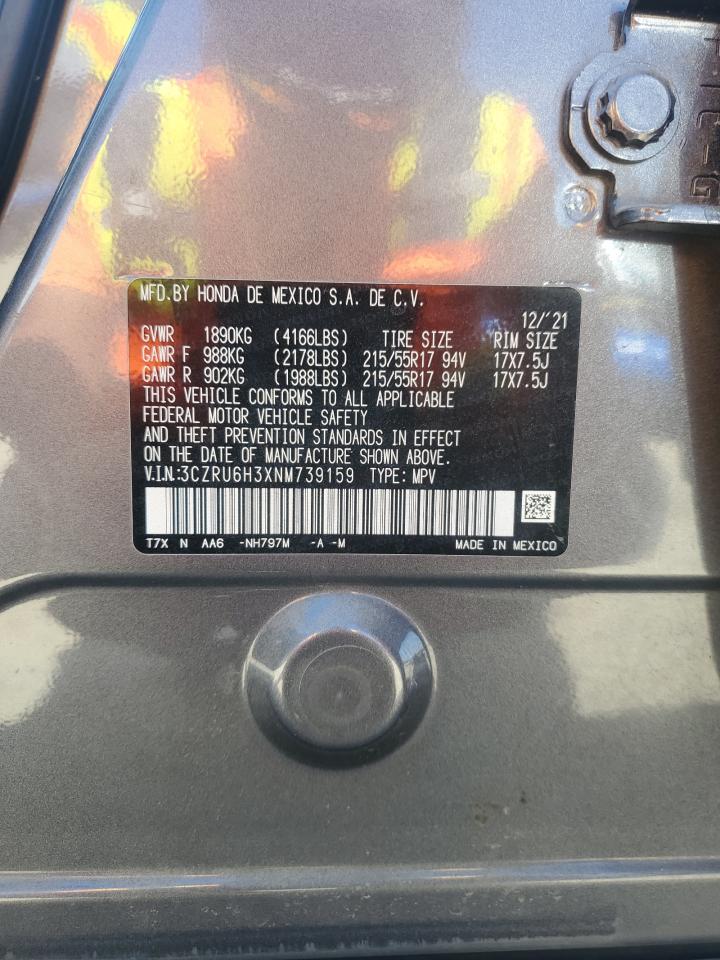 MFD.BY HONDA DE MEXICO S.A. DE C.V.
12/'21
GVWR 1890KG (4166LBS) TIRE SIZE RIM SIZE
GAWR F 988KG (2178LBS) 215/55R17 94V 17X7.5J
GAWR R 902KG (1988LBS) 215/55R17 94V 17X7.5J
THIS VEHICLE CONFORMS TO ALL APPLICABLE
FEDERAL MOTOR VEHICLE SAFETY
AND THEFT PREVENTION STANDARDS IN EFFECT
ON THE DATE OF MANUFACTURE SHOWN ABOVE.
V.I.N.:3CZRU6H3XNM739159 TYPE: MPV
T7X N AA6 -NH797M -A -M MADE IN MEXICO